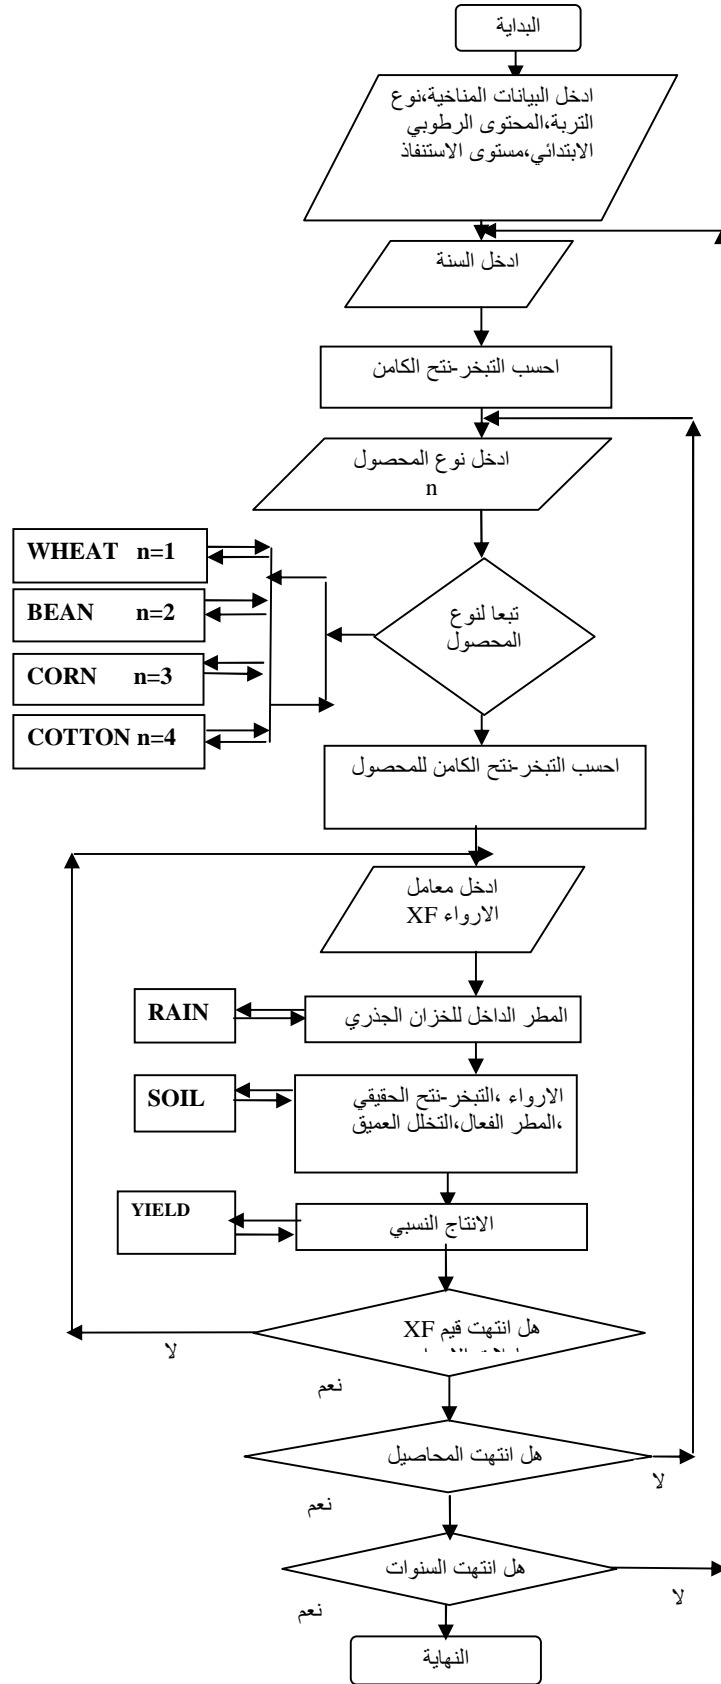 البداية
ادخل البيانات المناخية،نوع
التربة،المحتوى الرطوبي
الابتدائي،مستوى الاستنفاذ
ادخل السنة
احسب التبخر-نتح الكامن
ادخل نوع المحصول
n
تبعا لنوع
المحصول
WHEAT n=1
BEAN n=2
CORN n=3
COTTON n=4
احسب التبخر-نتح الكامن للمحصول
ادخل معامل
الارواء XF
RAIN
المطر الداخل للخزان الجذري
SOIL
الارواء ،التبخر-نتح الحقيقي
،المطر الفعال،التخلل العميق
YIELD
الانتاج النسبي
هل انتهت قيم XF
لا
نعم
هل انتهت المحاصيل
لا
نعم
هل انتهت السنوات
لا
نعم
النهاية